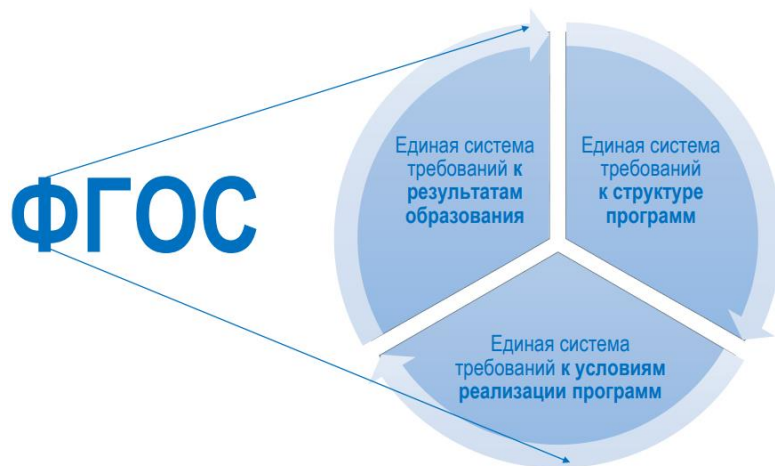 ФГОС
Единая система
требований к
результатам
образования
Единая система
требований
к структуре
программ
Единая система
требований к условиям
реализации программ